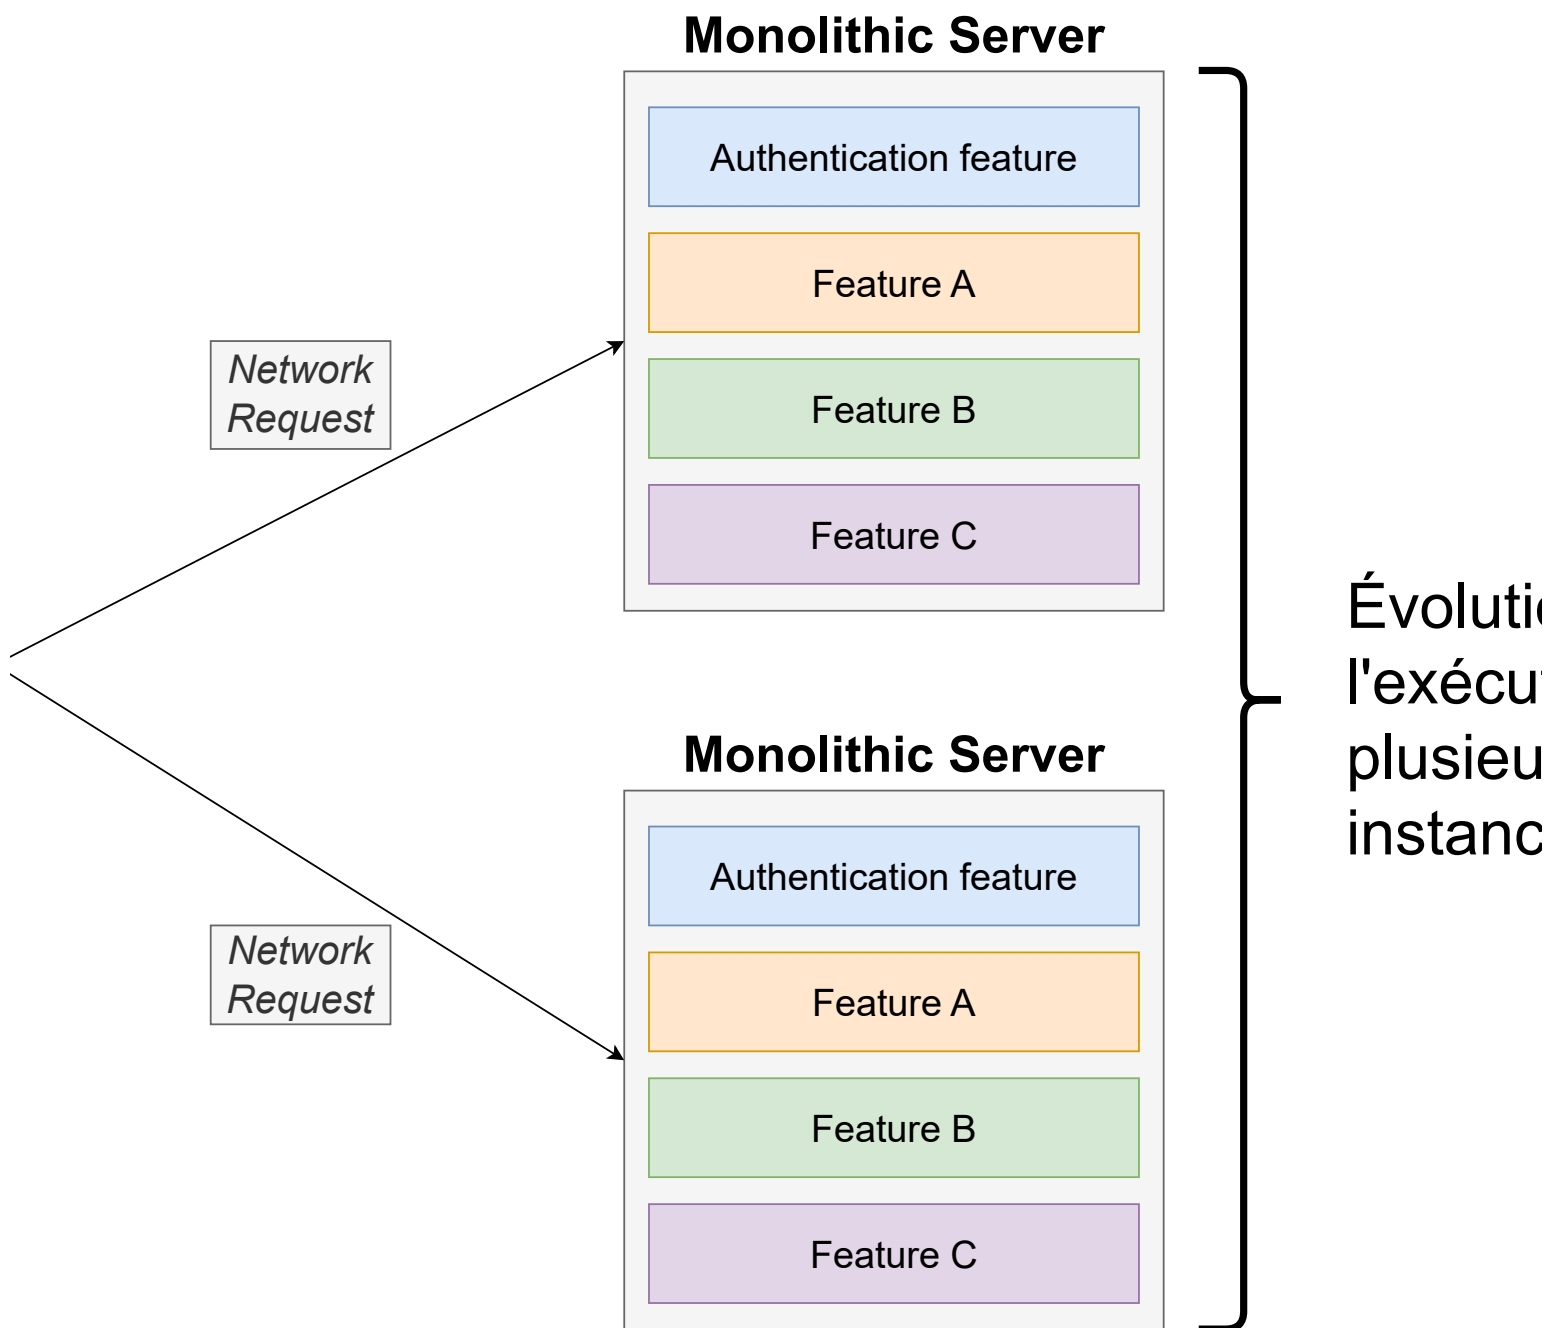 Monolithic Server
Authentication feature
Feature A
Feature B
Feature C
Network
Request
Monolithic Server
Authentication feature
Feature A
Feature B
Feature C
Network
Request